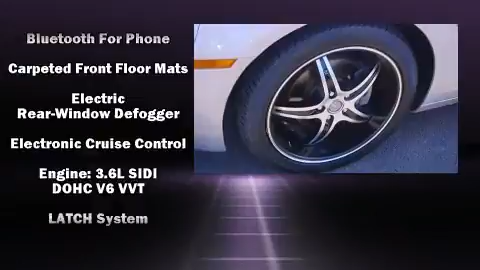 Bluetooth For Phone
Carpeted Front Floor Mats
Electric
Rear-Window Defogger
Electronic Cruise Control
Engine: 3.6L SIDI
DOHC V6 VVT
LATCH System